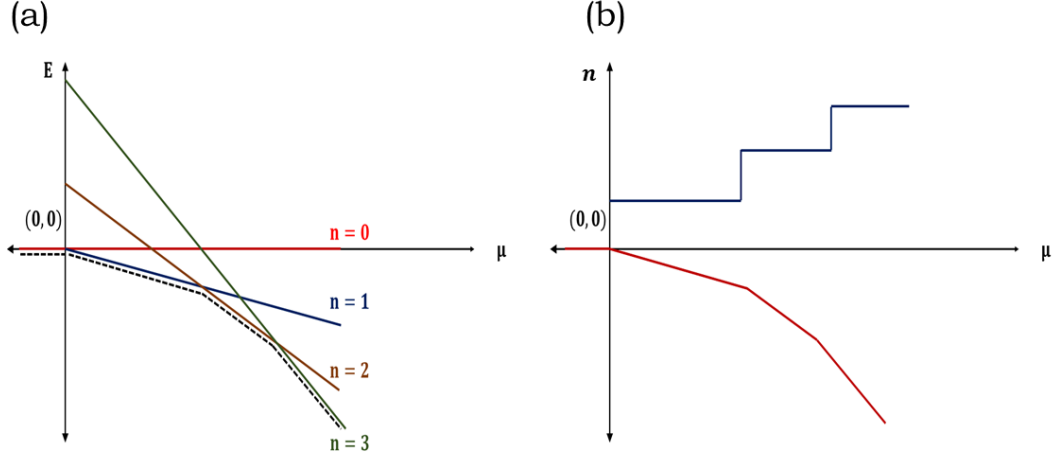 (a)
E
(0,0)
n = 0
μ
n = 1
n = 2
n = 3
(b)
n
(0,0)
μ